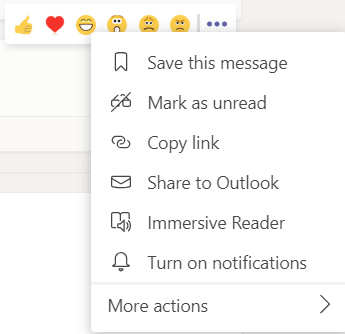 Save this message
Mark as unread
Copy link
Share to Outlook
Immersive Reader
Turn on notifications
More actions